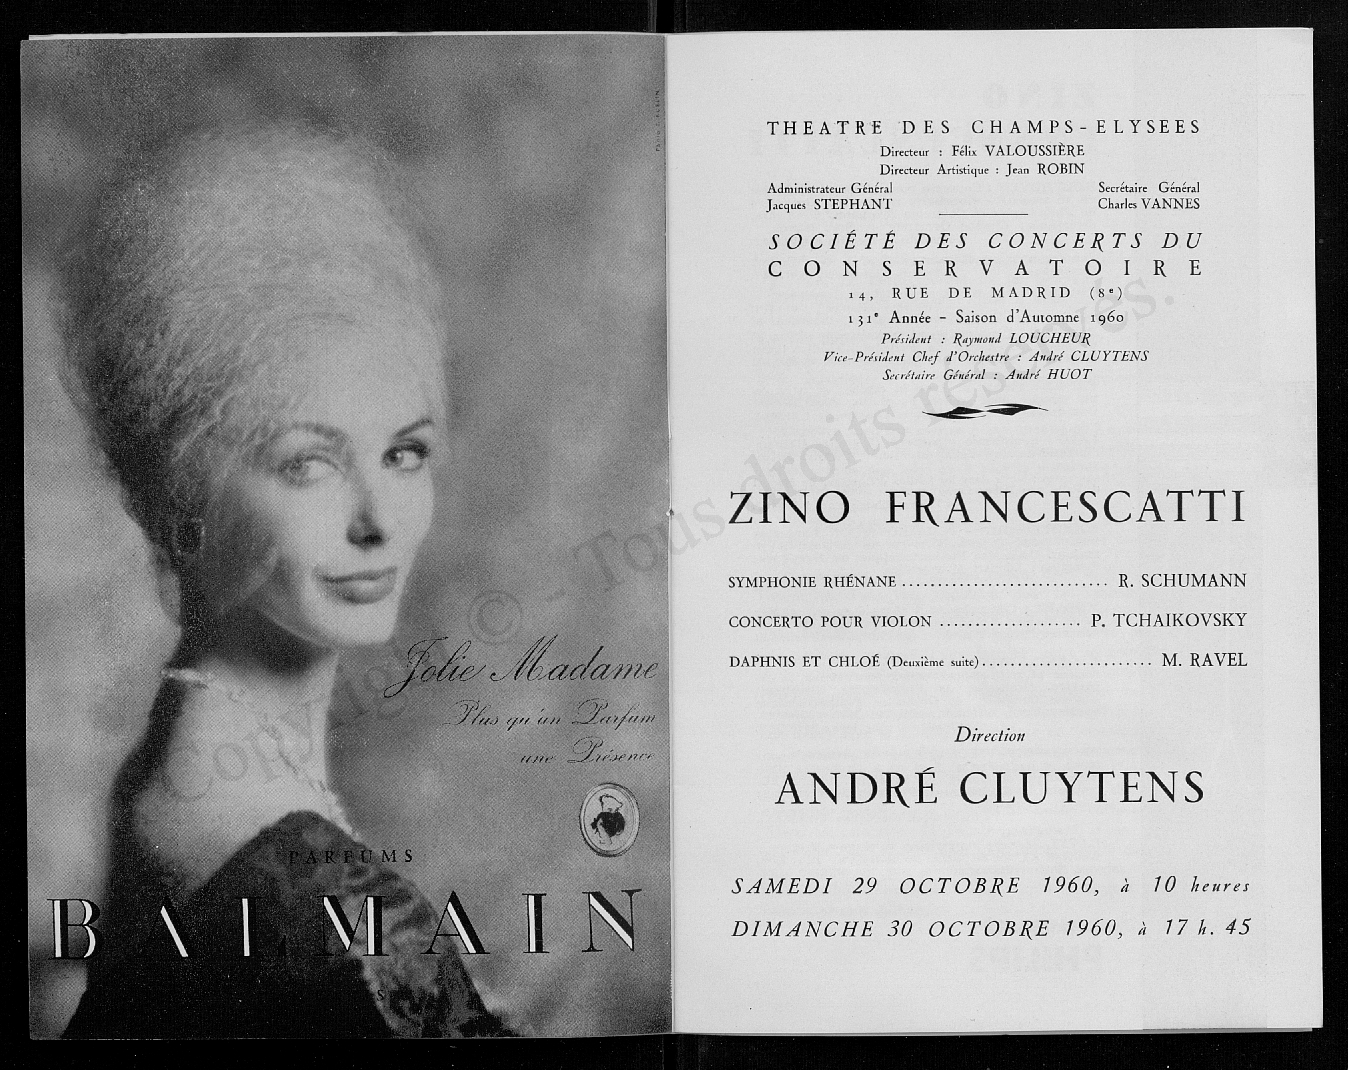 Jolie Madame
Plus qu'un Parfum
une Présence
PARFUMS
BALMAIN
THEATRE DES CHAMPS-ELYSEES
Directeur : Félix VALOUSSIÈRE
Directeur Artistique : Jean ROBIN
Administrateur Général
Jacques STEPHANT
Secrétaire Général
Charles VANNES
SOCIÉTÉ DES CONCERTS DU
CONSERVATOIRE
14, RUE DE MADRID (8e)
131e Année - Saison d'Automne 1960
Président : Raymond LOUCHEUR
Vice-Président Chef d'Orchestre : André CLUYTENS
Secrétaire Général : André HUOT
ZINO FRANCESCATTI
SYMPHONIE RHÉNANE ............................. R. SCHUMANN
CONCERTO POUR VIOLON .................... P. TCHAIKOVSKY
DAPHNIS ET CHLOÉ (Deuxième suite)........................ M. RAVEL
Direction
ANDRÉ CLUYTENS
SAMEDI 29 OCTOBRE 1960, à 10 heures
DIMANCHE 30 OCTOBRE 1960, à 17 h. 45
Copyright © - Tous droits réservés.